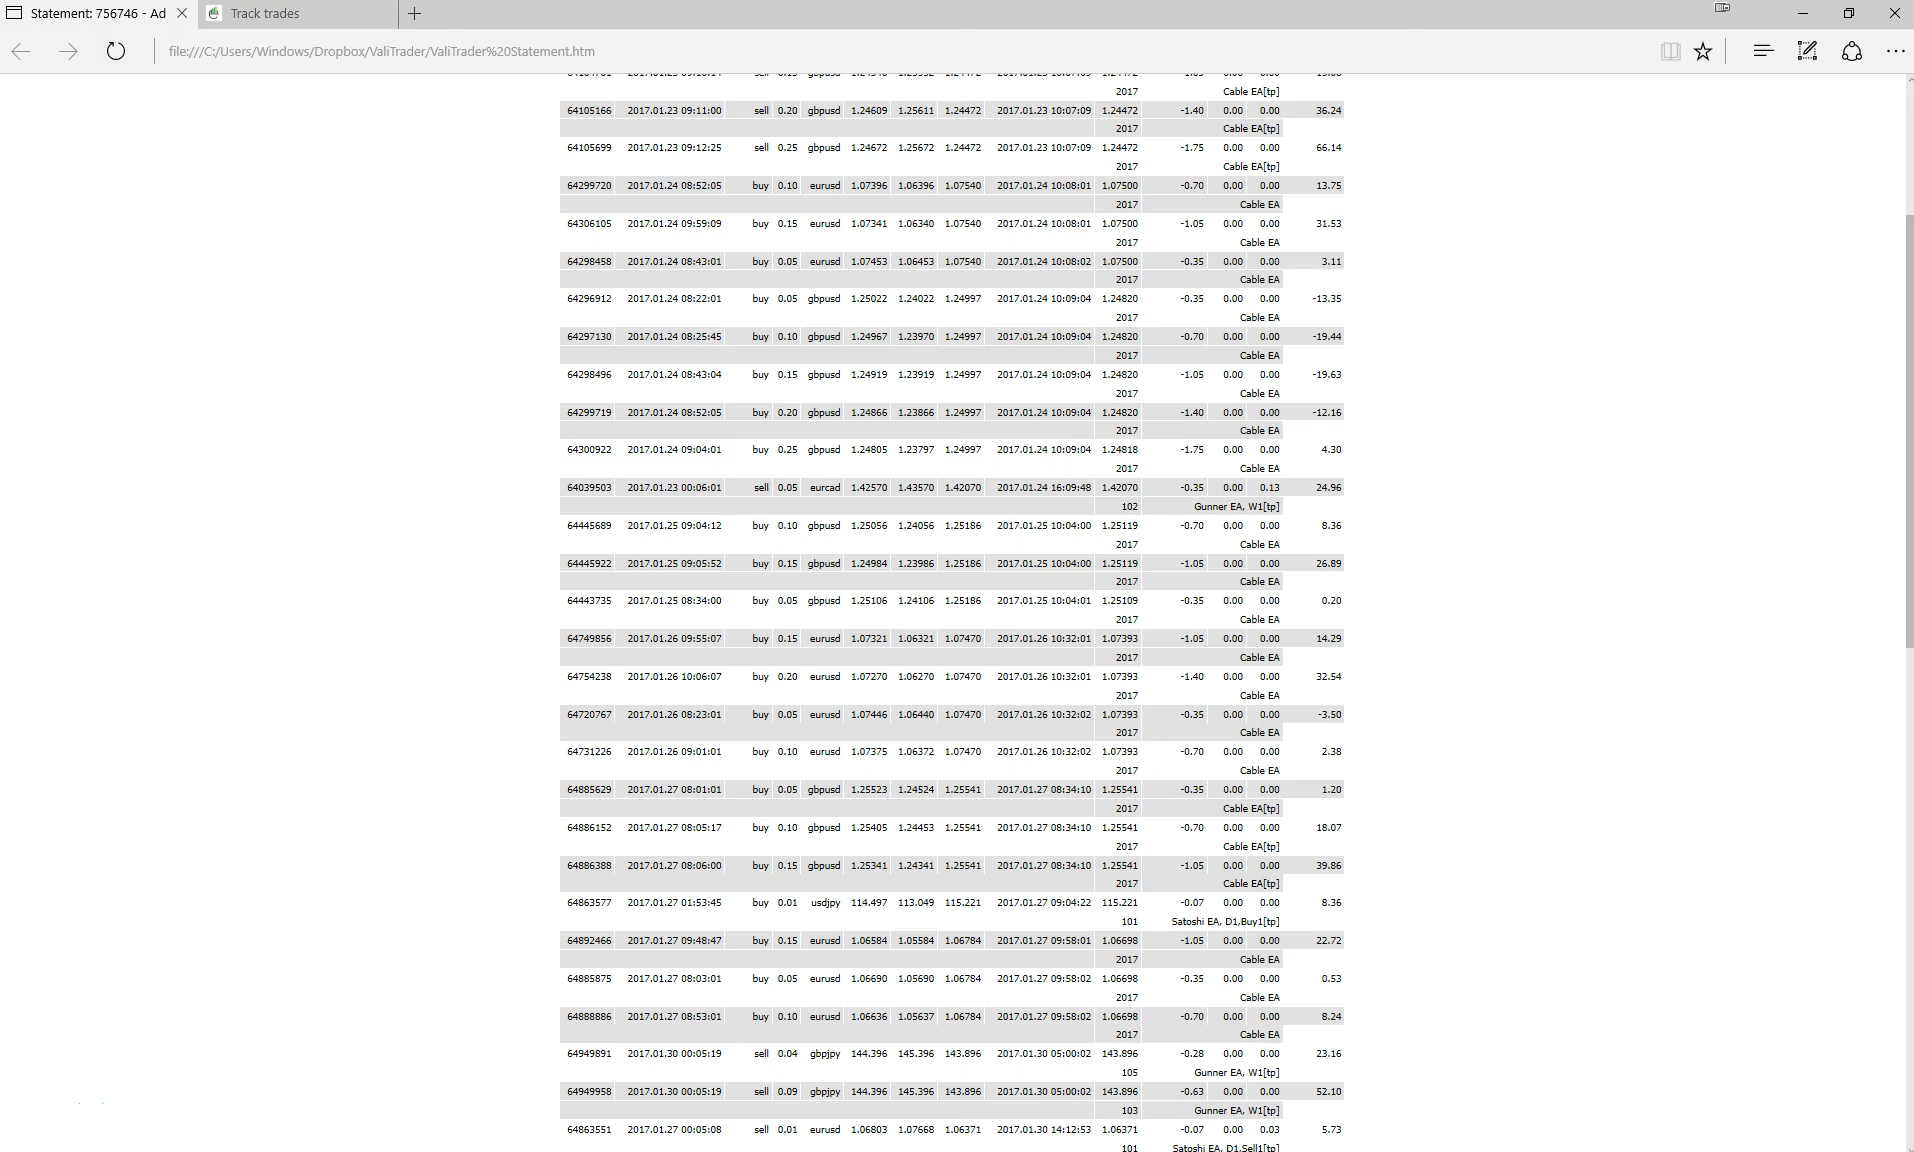 Statement: 756746 - Ad
Track trades
file:///C:/Users/Windows/Dropbox/ValiTrader/ValiTrader%20Statement.htm
2017 Cable EA[tp]
64105166 2017.01.23 09:11:00 sell 0.20 gbpusd 1.24609 1.25611 1.24472 2017.01.23 10:07:09 1.24472 -1.40 0.00 0.00 36.24
2017 Cable EA[tp]
64105699 2017.01.23 09:12:25 sell 0.25 gbpusd 1.24672 1.25672 1.24472 2017.01.23 10:07:09 1.24472 -1.75 0.00 0.00 66.14
2017 Cable EA[tp]
64299720 2017.01.24 08:52:05 buy 0.10 eurusd 1.07396 1.06396 1.07540 2017.01.24 10:08:01 1.07500 -0.70 0.00 0.00 13.75
2017 Cable EA
64306105 2017.01.24 09:59:09 buy 0.15 eurusd 1.07341 1.06340 1.07540 2017.01.24 10:08:01 1.07500 -1.05 0.00 0.00 31.53
2017 Cable EA
64298458 2017.01.24 08:43:01 buy 0.05 eurusd 1.07453 1.06453 1.07540 2017.01.24 10:08:02 1.07500 -0.35 0.00 0.00 3.11
2017 Cable EA
64296912 2017.01.24 08:22:01 buy 0.05 gbpusd 1.25022 1.24022 1.24997 2017.01.24 10:09:04 1.24820 -0.35 0.00 0.00 -13.35
2017 Cable EA
64297130 2017.01.24 08:25:45 buy 0.10 gbpusd 1.24967 1.23970 1.24997 2017.01.24 10:09:04 1.24820 -0.70 0.00 0.00 -19.44
2017 Cable EA
64298496 2017.01.24 08:43:04 buy 0.15 gbpusd 1.24919 1.23919 1.24997 2017.01.24 10:09:04 1.24820 -1.05 0.00 0.00 -19.63
2017 Cable EA
64299719 2017.01.24 08:52:05 buy 0.20 gbpusd 1.24866 1.23866 1.24997 2017.01.24 10:09:04 1.24820 -1.40 0.00 0.00 -12.16
2017 Cable EA
64300922 2017.01.24 09:04:01 buy 0.25 gbpusd 1.24805 1.23797 1.24997 2017.01.24 10:09:04 1.24818 -1.75 0.00 0.00 4.30
2017 Cable EA
64039503 2017.01.23 00:06:01 sell 0.05 eurcad 1.42570 1.43570 1.42070 2017.01.24 16:09:48 1.42070 -0.35 0.00 0.13 24.96
102 Gunner EA, W1[tp]
64445689 2017.01.25 09:04:12 buy 0.10 gbpusd 1.25056 1.24056 1.25186 2017.01.25 10:04:00 1.25119 -0.70 0.00 0.00 8.36
2017 Cable EA
64445922 2017.01.25 09:05:52 buy 0.15 gbpusd 1.24984 1.23986 1.25186 2017.01.25 10:04:00 1.25119 -1.05 0.00 0.00 26.89
2017 Cable EA
64443735 2017.01.25 08:34:00 buy 0.05 gbpusd 1.25106 1.24106 1.25186 2017.01.25 10:04:01 1.25109 -0.35 0.00 0.00 0.20
2017 Cable EA
64749856 2017.01.26 09:55:07 buy 0.15 eurusd 1.07321 1.06321 1.07470 2017.01.26 10:32:01 1.07393 -1.05 0.00 0.00 14.29
2017 Cable EA
64754238 2017.01.26 10:06:07 buy 0.20 eurusd 1.07270 1.06270 1.07470 2017.01.26 10:32:01 1.07393 -1.40 0.00 0.00 32.54
2017 Cable EA
64720767 2017.01.26 08:23:01 buy 0.05 eurusd 1.07446 1.06440 1.07470 2017.01.26 10:32:02 1.07393 -0.35 0.00 0.00 -3.50
2017 Cable EA
64731226 2017.01.26 09:01:01 buy 0.10 eurusd 1.07375 1.06372 1.07470 2017.01.26 10:32:02 1.07393 -0.70 0.00 0.00 2.38
2017 Cable EA
64885629 2017.01.27 08:01:01 buy 0.05 gbpusd 1.25523 1.24524 1.25541 2017.01.27 08:34:10 1.25541 -0.35 0.00 0.00 1.20
2017 Cable EA[tp]
64886152 2017.01.27 08:05:17 buy 0.10 gbpusd 1.25405 1.24453 1.25541 2017.01.27 08:34:10 1.25541 -0.70 0.00 0.00 18.07
2017 Cable EA[tp]
64886388 2017.01.27 08:06:00 buy 0.15 gbpusd 1.25341 1.24341 1.25541 2017.01.27 08:34:10 1.25541 -1.05 0.00 0.00 39.86
2017 Cable EA[tp]
64863577 2017.01.27 01:53:45 buy 0.01 usdjpy 114.497 113.049 115.221 2017.01.27 09:04:22 115.221 -0.07 0.00 0.00 8.36
101 Satoshi EA, D1,Buy1[tp]
64892466 2017.01.27 09:48:47 buy 0.15 eurusd 1.06584 1.05584 1.06784 2017.01.27 09:58:01 1.06698 -1.05 0.00 0.00 22.72
2017 Cable EA
64885875 2017.01.27 08:03:01 buy 0.05 eurusd 1.06690 1.05690 1.06784 2017.01.27 09:58:02 1.06698 -0.35 0.00 0.00 0.53
2017 Cable EA
64888886 2017.01.27 08:53:01 buy 0.10 eurusd 1.06636 1.05637 1.06784 2017.01.27 09:58:02 1.06698 -0.70 0.00 0.00 8.24
2017 Cable EA
64949891 2017.01.30 00:05:19 sell 0.04 gbpjpy 144.396 145.396 143.896 2017.01.30 05:00:02 143.896 -0.28 0.00 0.00 23.16
105 Gunner EA, W1[tp]
64949958 2017.01.30 00:05:19 sell 0.09 gbpjpy 144.396 145.396 143.896 2017.01.30 05:00:02 143.896 -0.63 0.00 0.00 52.10
103 Gunner EA, W1[tp]
64863551 2017.01.27 00:05:08 sell 0.01 eurusd 1.06803 1.07668 1.06371 2017.01.30 14:12:53 1.06371 -0.07 0.00 0.03 5.73
101 Satoshi EA, D1,Sell1[tp]